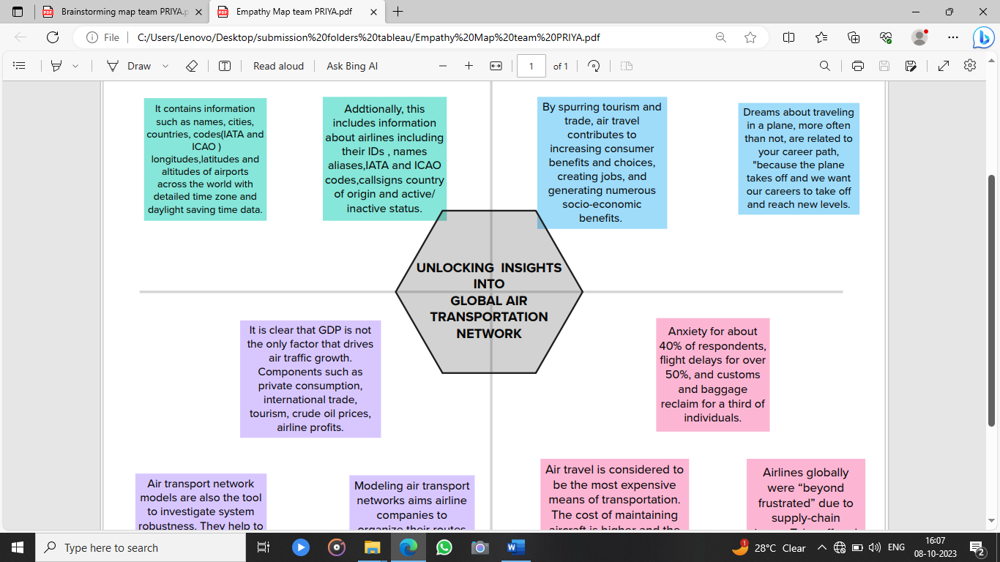 Brainstorming map team PRIYA.p
Empathy Map team PRIYA.pdf
File
C:/Users/Lenovo/Desktop/submission%20folders%20tableau/Empathy%20Map%20team%20PRIYA.pdf
Draw
Read aloud
Ask Bing AI
1
of 1
It contains information
such as names, cities,
countries, codes(IATA and
ICAO )
longitudes,latitudes and
altitudes of airports
across the world with
detailed time zone and
daylight saving time data.
Addtionally, this
includes information
about airlines including
their IDs , names
aliases,IATA and ICAO
codes,callsigns country
of origin and active/
inactive status.
By spurring tourism and
trade, air travel
contributes to
increasing consumer
benefits and choices,
creating jobs, and
generating numerous
socio-economic
benefits.
Dreams about traveling
in a plane, more often
than not, are related to
your career path,
"because the plane
takes off and we want
our careers to take off
and reach new levels.
UNLOCKING INSIGHTS
INTO
GLOBAL AIR
TRANSPORTATION
NETWORK
It is clear that GDP is not
the only factor that drives
air traffic growth.
Components such as
private consumption,
international trade,
tourism, crude oil prices,
airline profits.
Anxiety for about
40% of respondents,
flight delays for over
50%, and customs
and baggage
reclaim for a third of
individuals.
Air transport network
models are also the tool
to investigate system
robustness. They help to
Modeling air transport
networks aims airline
companies to
organize their routes
Air travel is considered to
be the most expensive
means of transportation.
The cost of maintaining
aircraft is higher and the
Airlines globally
were “beyond
frustrated” due to
supply-chain
Type here to search
28°C Clear
ENG
16:07
08-10-2023
2